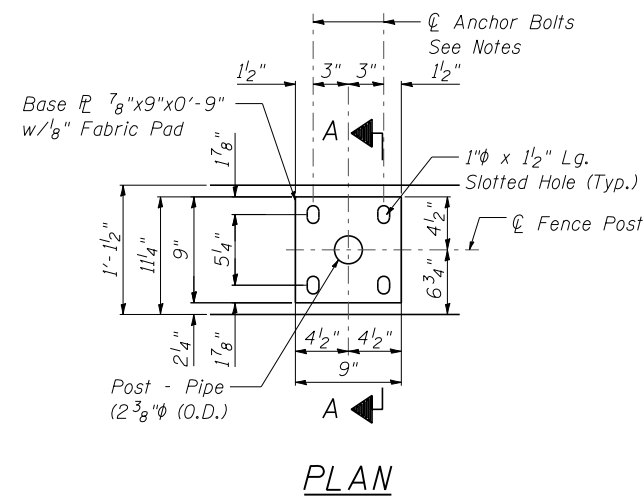 ℄ Anchor Bolts
See Notes
1½" 3" 3" 1½"
Base ℙL ⅞"x9"x0'-9"
w/⅛" Fabric Pad
A
1⅞"
1"ϕ x 1½" Lg.
Slotted Hole (Typ.)
1'-1½"
11¼"
9"
5¼"
4½"
℄ Fence Post
6¾"
2¼"
1⅞"
4½" 4½"
9"
Post - Pipe
(2⅜"ϕ (O.D.)
A
PLAN